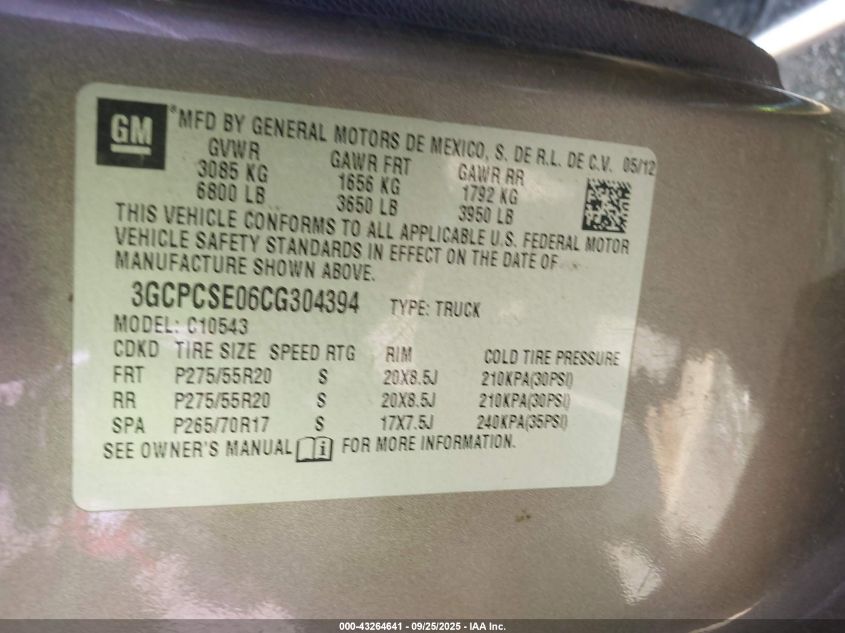 GM
®MFD BY GENERAL MOTORS DE MEXICO, S. DE R.L. DE C.V. 05/12
GVWR GAWR FRT GAWR RR
3085 KG 1656 KG 1792 KG
6800 LB 3650 LB 3950 LB
THIS VEHICLE CONFORMS TO ALL APPLICABLE U.S. FEDERAL MOTOR
VEHICLE SAFETY STANDARDS IN EFFECT ON THE DATE OF
MANUFACTURE SHOWN ABOVE.
3GCPCSE06CG304394 TYPE: TRUCK
MODEL: C10543
CDKD TIRE SIZE SPEED RTG RIM COLD TIRE PRESSURE
FRT P275/55R20 S 20X8.5J 210KPA(30PSI)
RR P275/55R20 S 20X8.5J 210KPA(30PSI)
SPA P265/70R17 S 17X7.5J 240KPA(35PSI)
SEE OWNER'S MANUAL i FOR MORE INFORMATION.
000-43264641 / 09/25/2025 - IAA Inc.